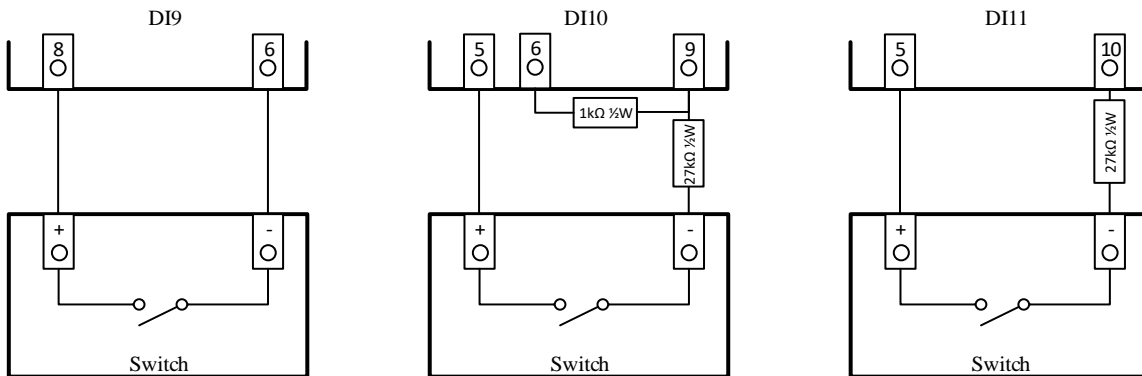 DI9 DI10 DI11
8 6 5 6 9 5 10
1kΩ ½W
27kΩ ½W 27kΩ ½W
+ - + - + -
Switch Switch Switch